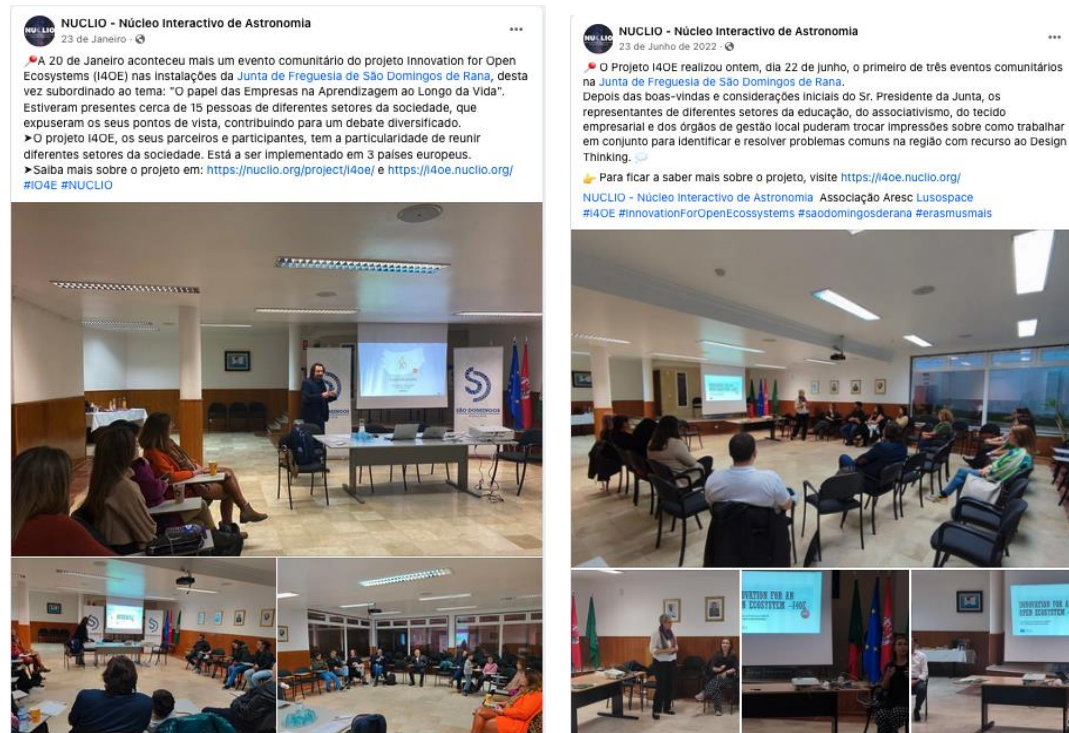 NUCLIO - Núcleo Interactivo de Astronomia
23 de Janeiro ·
📍A 20 de Janeiro aconteceu mais um evento comunitário do projeto Innovation for Open
Ecosystems (I4OE) nas instalações da Junta de Freguesia de São Domingos de Rana, desta
vez subordinado ao tema: "O papel das Empresas na Aprendizagem ao Longo da Vida".
Estiveram presentes cerca de 15 pessoas de diferentes setores da sociedade, que
expuseram os seus pontos de vista, contribuindo para um debate diversificado.
➤O projeto I4OE, os seus parceiros e participantes, tem a particularidade de reunir
diferentes setores da sociedade. Está a ser implementado em 3 países europeus.
➤Saiba mais sobre o projeto em: https://nuclio.org/project/i4oe/ e https://i4oe.nuclio.org/
#IO4E #NUCLIO
SÃO DOMINGOS
NUCLIO - Núcleo Interactivo de Astronomia
23 de Junho de 2022 ·
📍 O Projeto I4OE realizou ontem, dia 22 de junho, o primeiro de três eventos comunitários
na Junta de Freguesia de São Domingos de Rana.
Depois das boas-vindas e considerações iniciais do Sr. Presidente da Junta, os
representantes de diferentes setores da educação, do associativismo, do tecido
empresarial e dos órgãos de gestão local puderam trocar impressões sobre como trabalhar
em conjunto para identificar e resolver problemas comuns na região com recurso ao Design
Thinking. 💭
👉 Para ficar a saber mais sobre o projeto, visite https://i4oe.nuclio.org/
NUCLIO - Núcleo Interactivo de Astronomia Associação Aresc Lusospace
#I4OE #InnovationForOpenEcossystems #saodomingosderana #erasmusmais
OVATION FOR AN
N ECOSYSTEM -I4OE
INNOVATION FOR A
OPEN ECOSYSTEM -